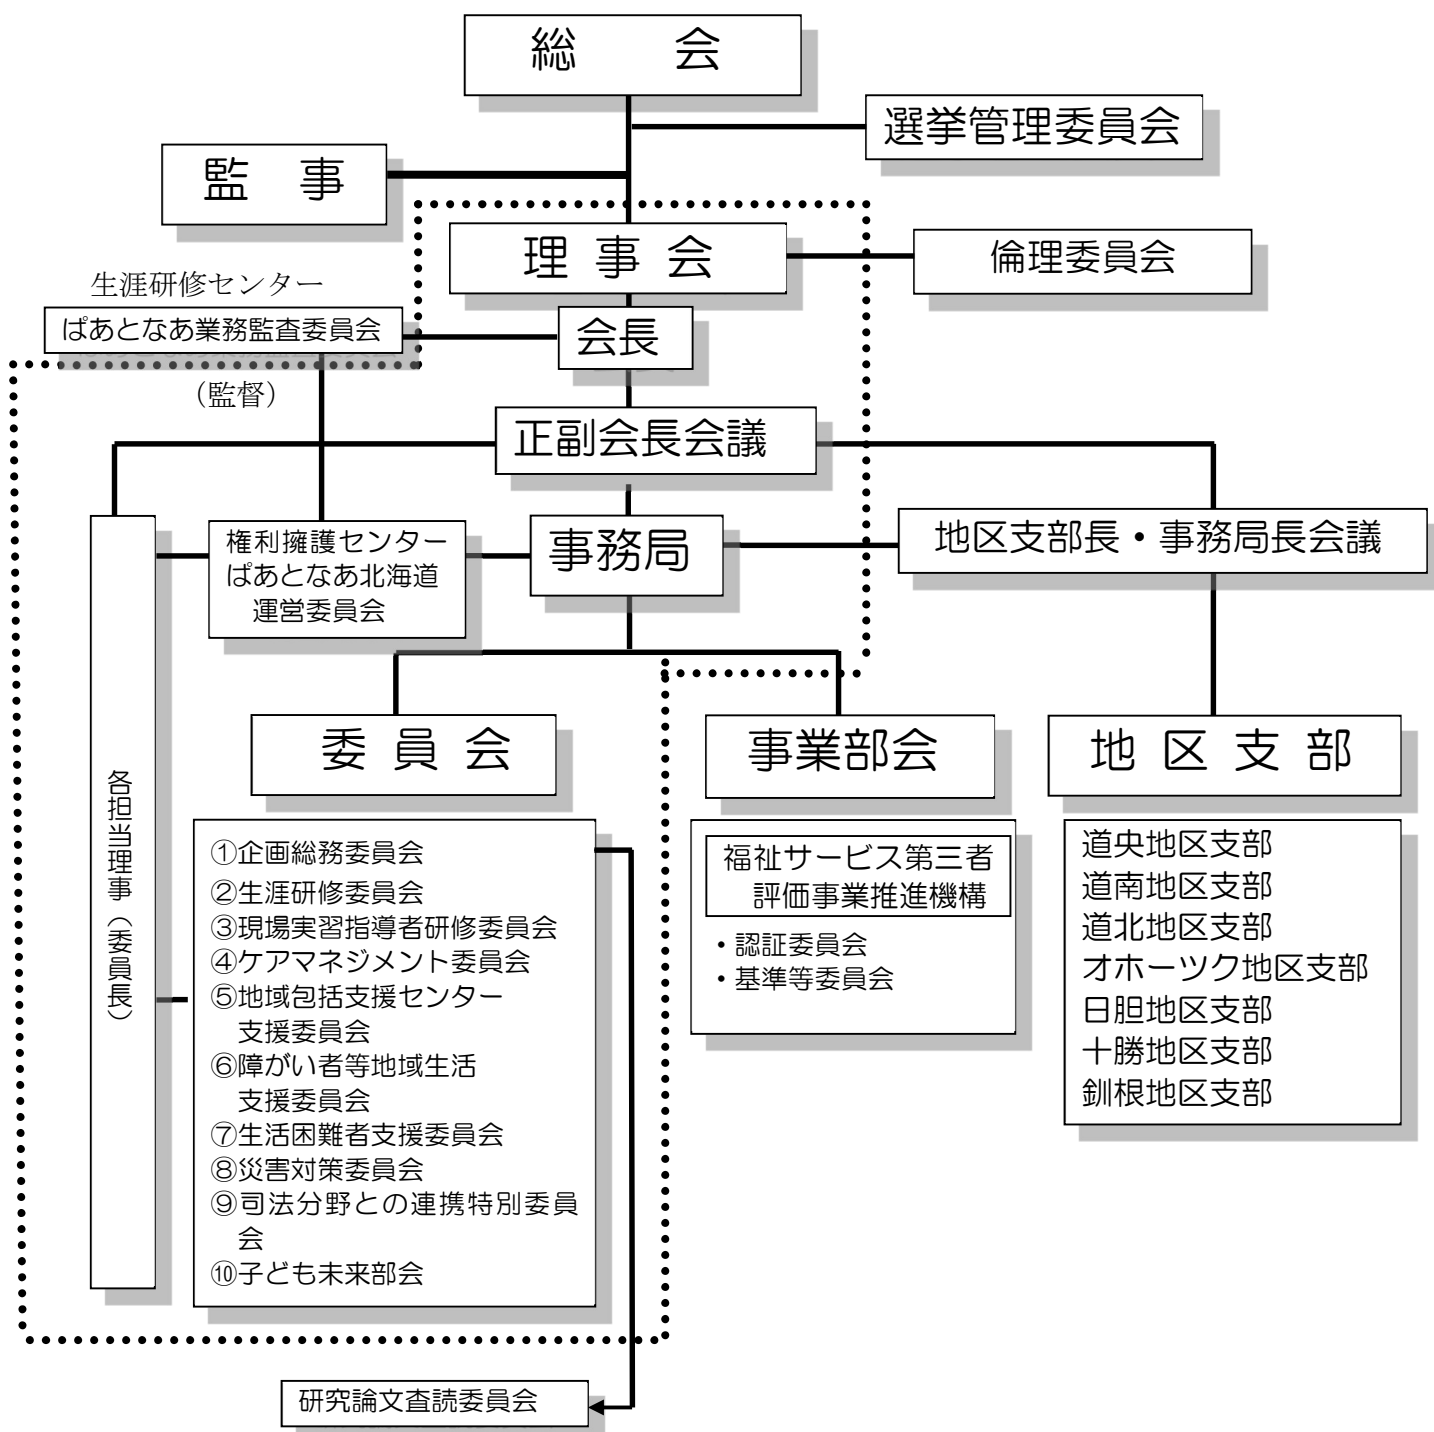 総　会
選挙管理委員会
監　事
理 事 会
倫理委員会
生涯研修センター
ぱあとなあ業務監査委員会
会長
（監督）
正副会長会議
権利擁護センター
ぱあとなあ北海道
運営委員会
事務局
地区支部長・事務局長会議
各担当理事（委員長）
委 員 会
①企画総務委員会
②生涯研修委員会
③現場実習指導者研修委員会
④ケアマネジメント委員会
⑤地域包括支援センター
支援委員会
⑥障がい者等地域生活
支援委員会
⑦生活困難者支援委員会
⑧災害対策委員会
⑨司法分野との連携特別委員
会
⑩子ども未来部会
事業部会
福祉サービス第三者
評価事業推進機構
・認証委員会
・基準等委員会
地 区 支 部
道央地区支部
道南地区支部
道北地区支部
オホーツク地区支部
日胆地区支部
十勝地区支部
釧根地区支部
研究論文査読委員会